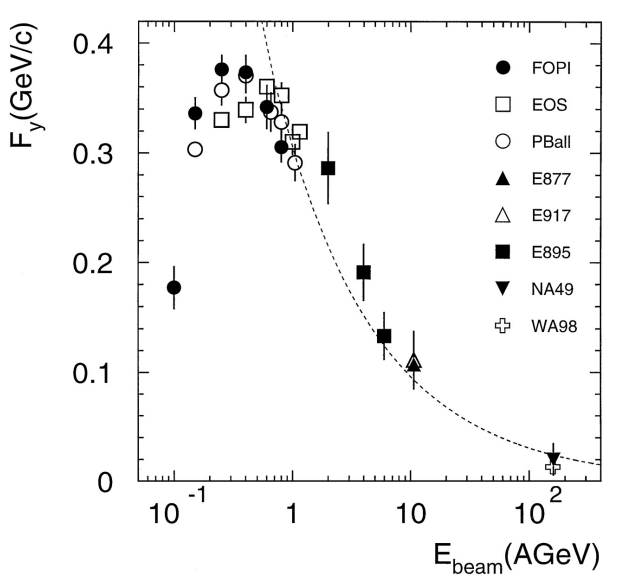 F_y(GeV/c)
0.4
0.3
0.2
0.1
0
10^-1
1
10
10^2
E_beam(AGeV)
FOPI
EOS
PBall
E877
E917
E895
NA49
WA98